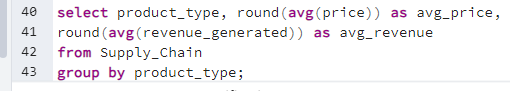 40 select product_type, round(avg(price)) as avg_price,
41 round(avg(revenue_generated)) as avg_revenue
42 from Supply_Chain
43 group by product_type;